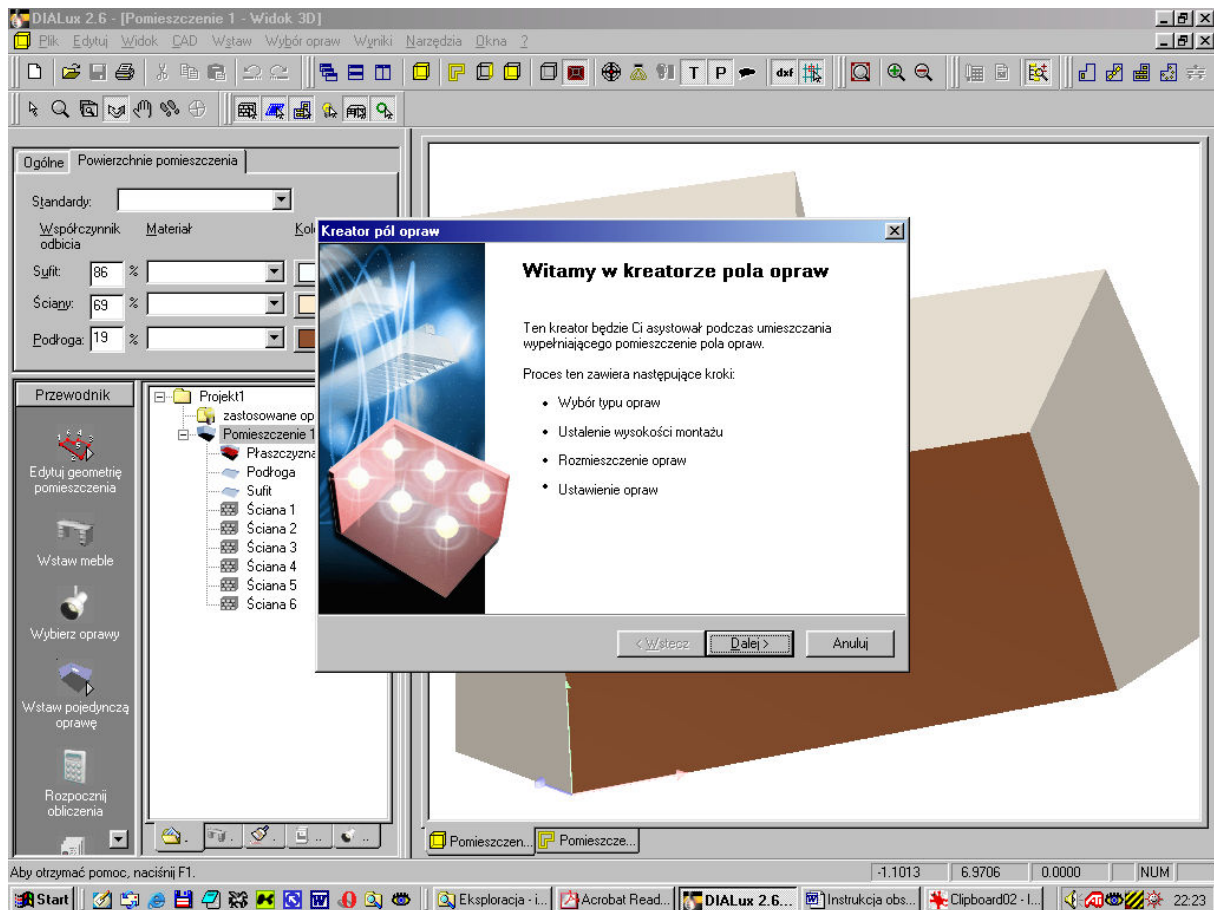 DIALux 2.6 - [Pomieszczenie 1 - Widok 3D]
Plik Edytuj Widok CAD Wstaw Wybór opraw Wyniki Narzędzia Okna ?
T P dxf
Ogólne Powierzchnie pomieszczenia
Standardy:
Współczynnik odbicia Materiał
Sufit: 86 %
Ściany: 69 %
Podłoga: 19 %
Kreator pól opraw
Witamy w kreatorze pola opraw
Ten kreator będzie Ci asystował podczas umieszczania
wypełniającego pomieszczenie pola opraw.
Proces ten zawiera następujące kroki:
• Wybór typu opraw
• Ustalenie wysokości montażu
• Rozmieszczenie opraw
• Ustawienie opraw
< Wstecz Dalej > Anuluj
Przewodnik
Edytuj geometrię
pomieszczenia
Wstaw meble
Wybierz oprawy
Wstaw pojedynczą
oprawę
Rozpocznij
obliczenia
Projekt1
zastosowane op
Pomieszczenie 1
Płaszczyzna
Podłoga
Sufit
Ściana 1
Ściana 2
Ściana 3
Ściana 4
Ściana 5
Ściana 6
Pomieszczen... Pomieszcze...
Aby otrzymać pomoc, naciśnij F1. -1.1013 6.9706 0.0000 NUM
Start Eksploracja - i... Acrobat Read... DIALux 2.6... Instrukcja obs... Clipboard02 - I... 22:23